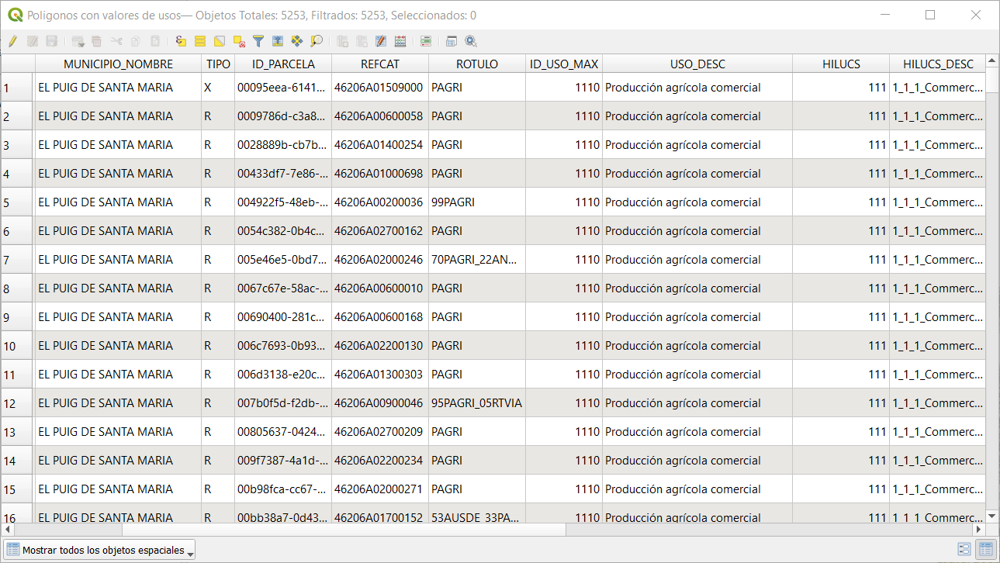 Poligonos con valores de usos— Objetos Totales: 5253, Filtrados: 5253, Seleccionados: 0
MUNICIPIO_NOMBRE TIPO ID_PARCELA REFCAT ROTULO ID_USO_MAX USO_DESC HILUCS HILUCS_DESC
1 EL PUIG DE SANTA MARIA X 00095eea-6141... 46206A01509000 PAGRI 1110 Producción agrícola comercial 111 1_1_1_Commerc...
2 EL PUIG DE SANTA MARIA R 0009786d-c3a8... 46206A00600058 PAGRI 1110 Producción agrícola comercial 111 1_1_1_Commerc...
3 EL PUIG DE SANTA MARIA R 0028889b-cb7b... 46206A01400254 PAGRI 1110 Producción agrícola comercial 111 1_1_1_Commerc...
4 EL PUIG DE SANTA MARIA R 00433df7-7e86-... 46206A01000698 PAGRI 1110 Producción agrícola comercial 111 1_1_1_Commerc...
5 EL PUIG DE SANTA MARIA R 004922f5-48eb-... 46206A00200036 99PAGRI 1110 Producción agrícola comercial 111 1_1_1_Commerc...
6 EL PUIG DE SANTA MARIA R 0054c382-0b4c... 46206A02700162 PAGRI 1110 Producción agrícola comercial 111 1_1_1_Commerc...
7 EL PUIG DE SANTA MARIA R 005e46e5-0bd7... 46206A02000246 70PAGRI_22AN... 1110 Producción agrícola comercial 111 1_1_1_Commerc...
8 EL PUIG DE SANTA MARIA R 0067c67e-58ac-... 46206A00600010 PAGRI 1110 Producción agrícola comercial 111 1_1_1_Commerc...
9 EL PUIG DE SANTA MARIA R 00690400-281c... 46206A00600168 PAGRI 1110 Producción agrícola comercial 111 1_1_1_Commerc...
10 EL PUIG DE SANTA MARIA R 006c7693-0b93... 46206A02200130 PAGRI 1110 Producción agrícola comercial 111 1_1_1_Commerc...
11 EL PUIG DE SANTA MARIA R 006d3138-e20c... 46206A01300303 PAGRI 1110 Producción agrícola comercial 111 1_1_1_Commerc...
12 EL PUIG DE SANTA MARIA R 007b0f5d-f2db-... 46206A00900046 95PAGRI_05RTVIA 1110 Producción agrícola comercial 111 1_1_1_Commerc...
13 EL PUIG DE SANTA MARIA R 00805637-0424... 46206A02700209 PAGRI 1110 Producción agrícola comercial 111 1_1_1_Commerc...
14 EL PUIG DE SANTA MARIA R 009f7387-4a1d-... 46206A02200234 PAGRI 1110 Producción agrícola comercial 111 1_1_1_Commerc...
15 EL PUIG DE SANTA MARIA R 00b98fca-cc67-... 46206A02000271 PAGRI 1110 Producción agrícola comercial 111 1_1_1_Commerc...
16 EL PUIG DE SANTA MARIA R 00bb38a7-0d43... 46206A01700152 53AUSDE_33PA... 1110 Producción agrícola comercial 111 1_1_1_Commerc...
Mostrar todos los objetos espaciales